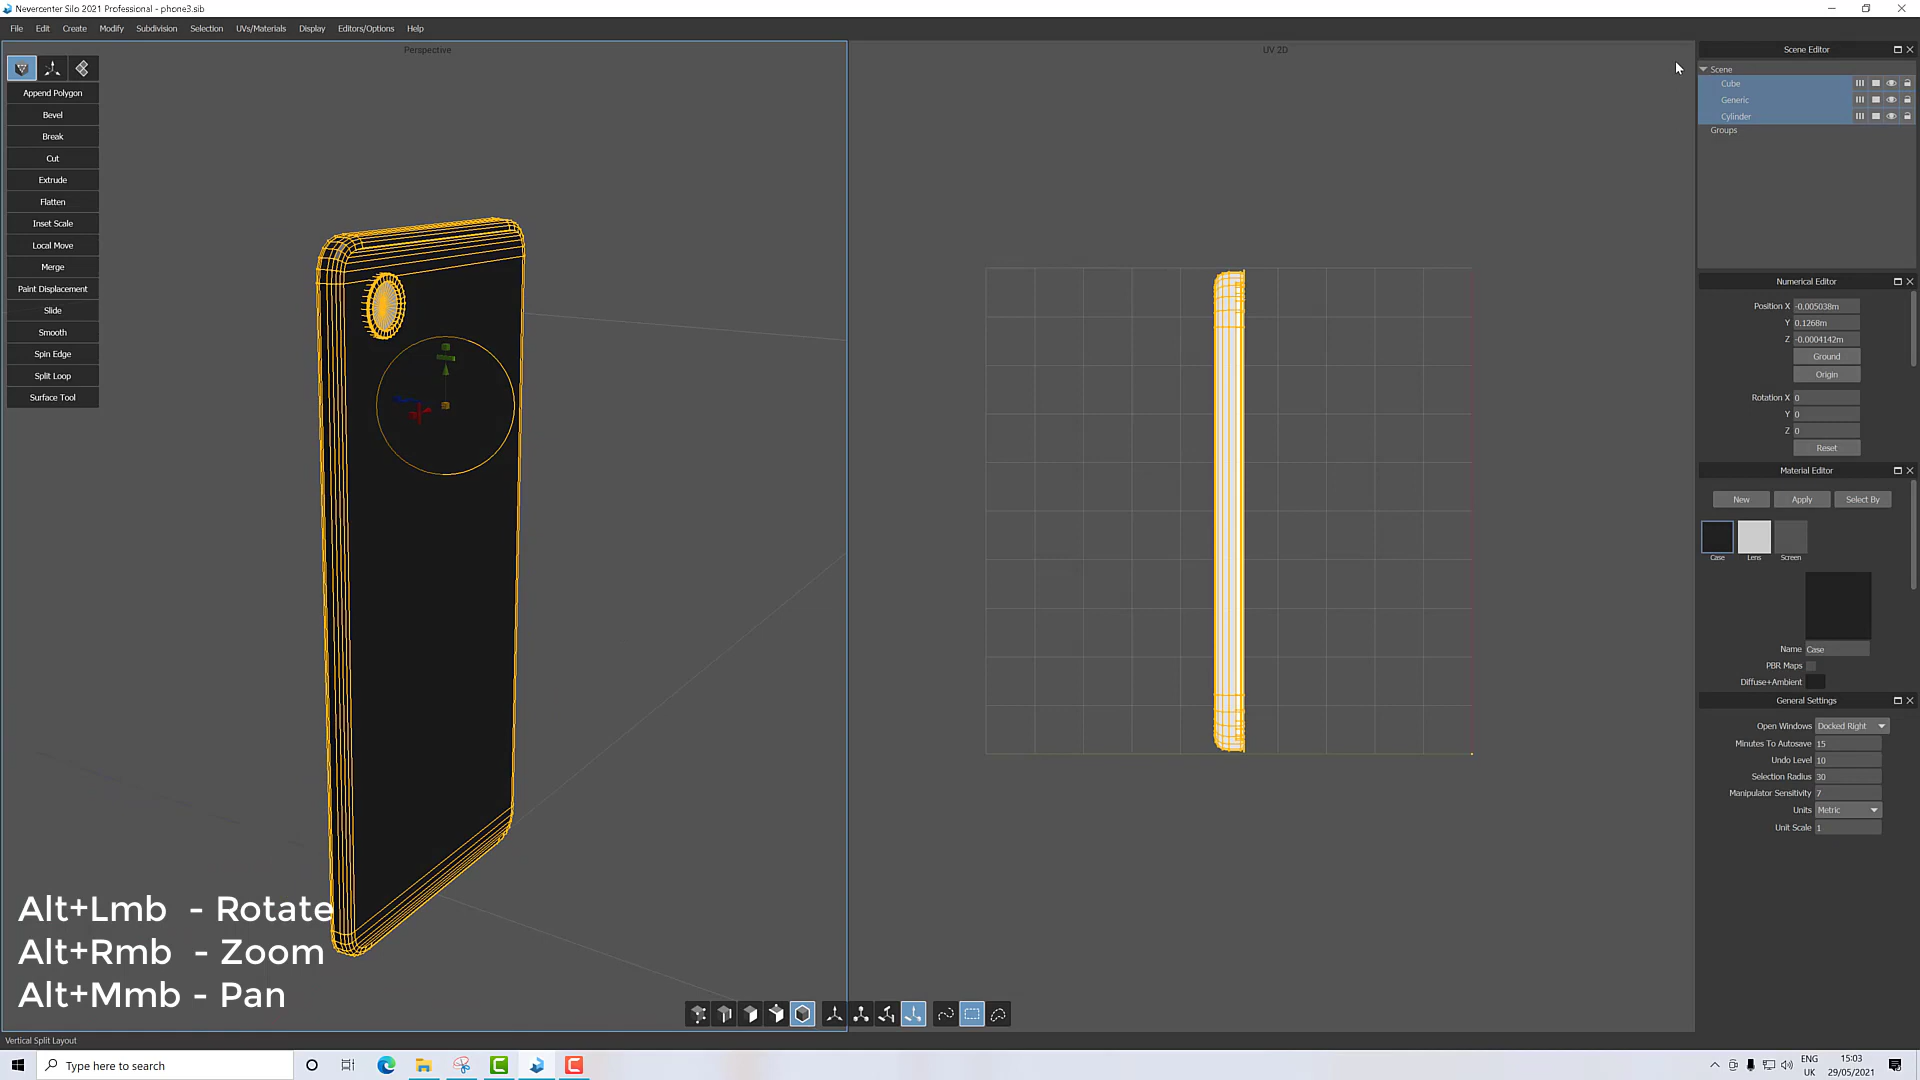 Nevercenter Silo 2021 Professional - phone3.sib
File Edit Create Modify Subdivision Selection UVs/Materials Display Editors/Options Help
Perspective
UV 2D
Append Polygon
Bevel
Break
Cut
Extrude
Flatten
Inset Scale
Local Move
Merge
Paint Displacement
Slide
Smooth
Spin Edge
Split Loop
Surface Tool
Scene Editor
Scene
Cube
Generic
Cylinder
Groups
Numerical Editor
Position X -0.005038m
Y 0.1268m
Z -0.0004142m
Ground
Origin
Rotation X 0
Y 0
Z 0
Reset
Material Editor
New Apply Select By
Case Lens Screen
Name Case
PBR Maps
Diffuse+Ambient
General Settings
Open Windows Docked Right
Minutes To Autosave 15
Undo Level 10
Selection Radius 30
Manipulator Sensitivity 7
Units Metric
Unit Scale 1
Alt+Lmb - Rotate
Alt+Rmb - Zoom
Alt+Mmb - Pan
Vertical Split Layout
Type here to search
ENG
UK
15:03
29/05/2021